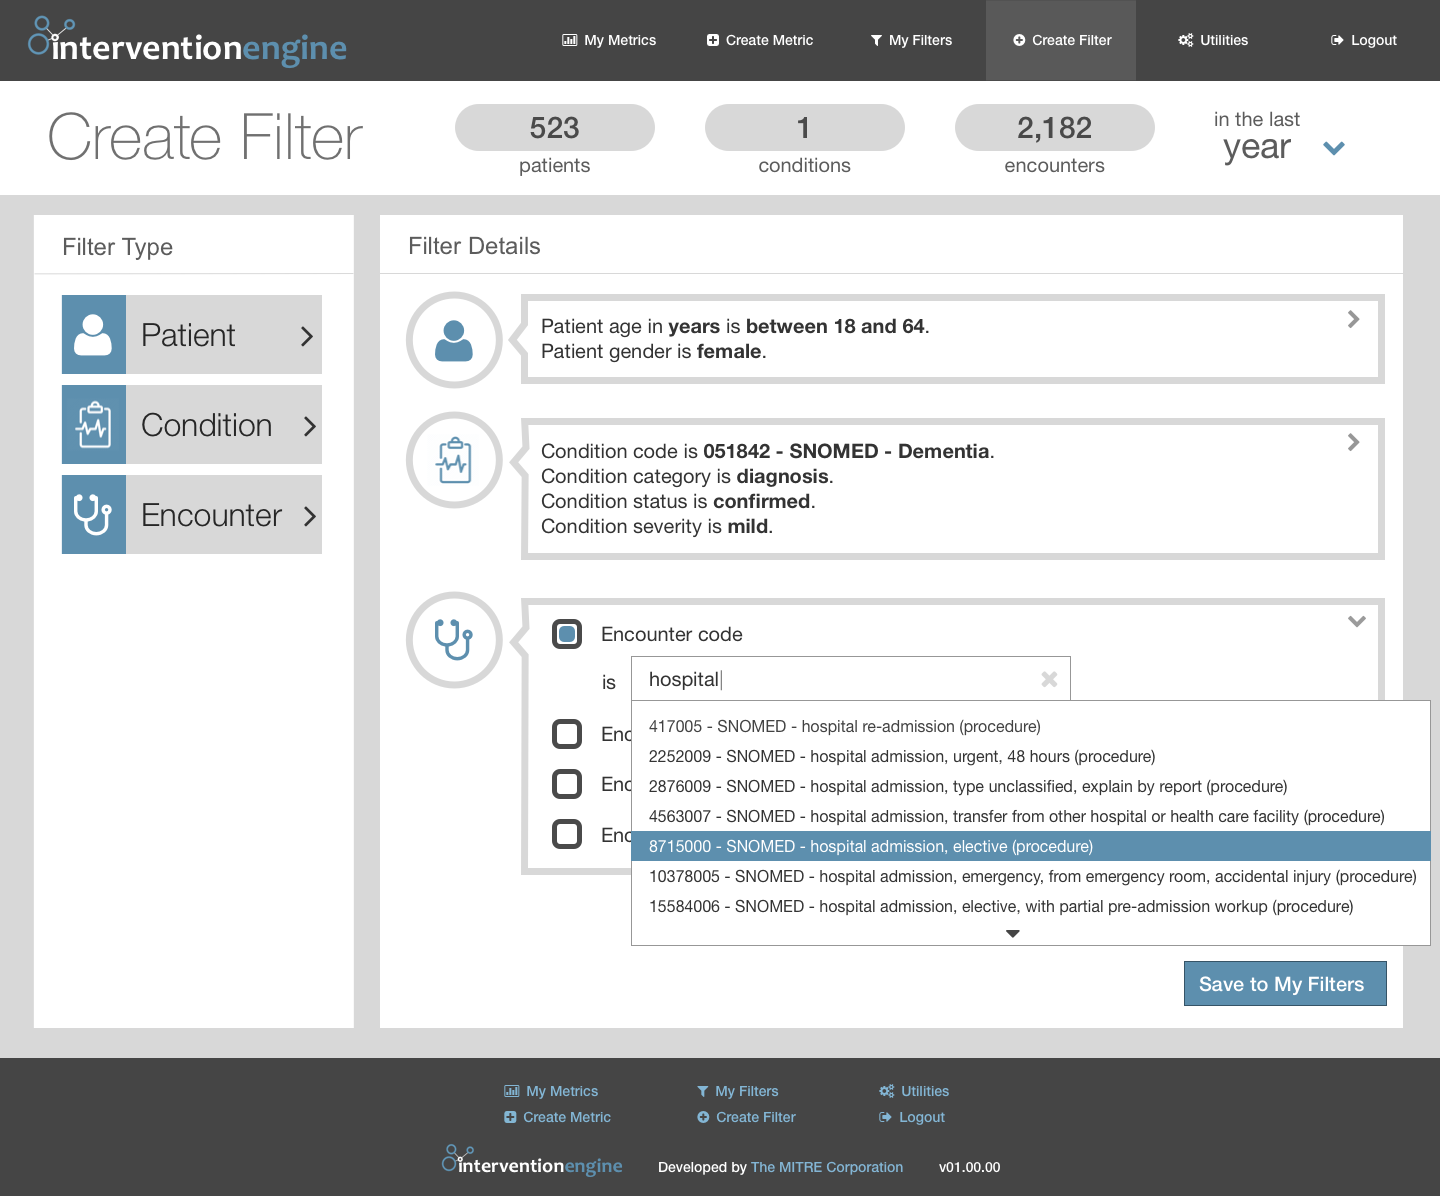 interventionengine
My Metrics
Create Metric
My Filters
Create Filter
Utilities
Logout
Create Filter
523
patients
1
conditions
2,182
encounters
in the last
year
Filter Type
Patient
Condition
Encounter
Filter Details
Patient age in years is between 18 and 64.
Patient gender is female.
Condition code is 051842 - SNOMED - Dementia.
Condition category is diagnosis.
Condition status is confirmed.
Condition severity is mild.
Encounter code
is hospital
417005 - SNOMED - hospital re-admission (procedure)
2252009 - SNOMED - hospital admission, urgent, 48 hours (procedure)
2876009 - SNOMED - hospital admission, type unclassified, explain by report (procedure)
4563007 - SNOMED - hospital admission, transfer from other hospital or health care facility (procedure)
8715000 - SNOMED - hospital admission, elective (procedure)
10378005 - SNOMED - hospital admission, emergency, from emergency room, accidental injury (procedure)
15584006 - SNOMED - hospital admission, elective, with partial pre-admission workup (procedure)
Save to My Filters
My Metrics
My Filters
Utilities
Create Metric
Create Filter
Logout
interventionengine
Developed by The MITRE Corporation
v01.00.00